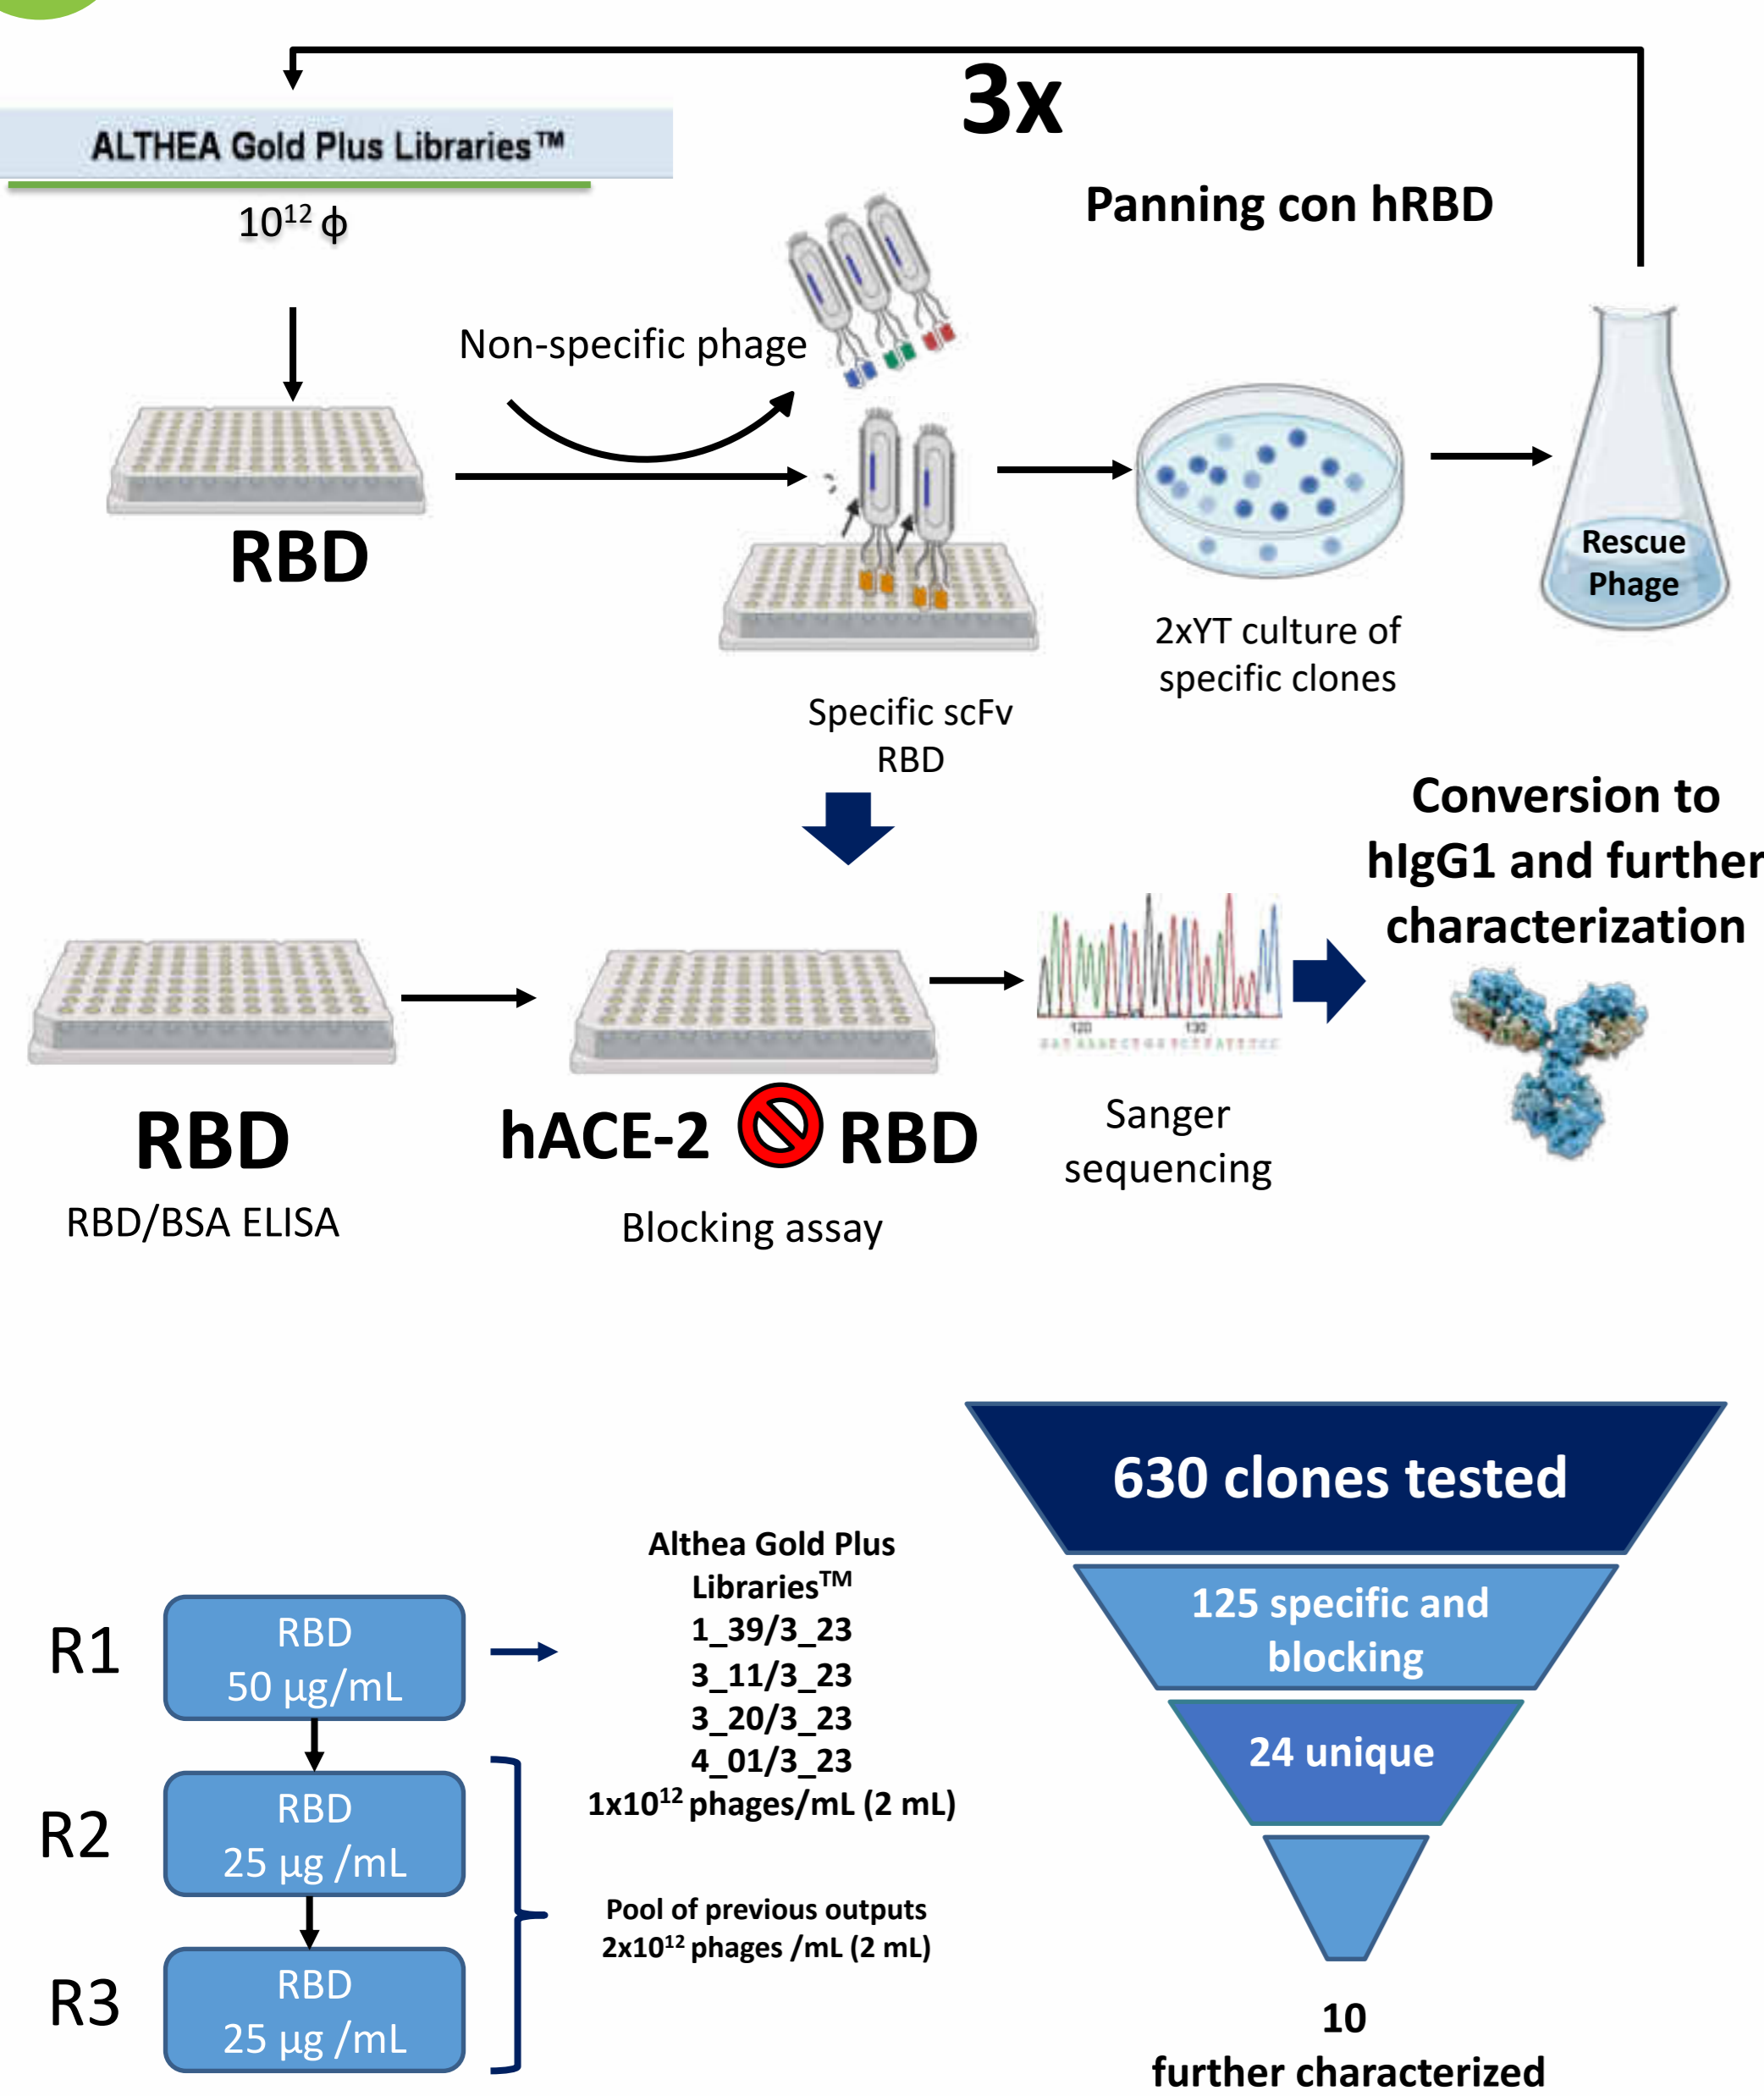 3x
ALTHEA Gold Plus Libraries™
10¹² ϕ
Panning con hRBD
Non-specific phage
RBD
Rescue
Phage
2xYT culture of
specific clones
Specific scFv
RBD
Conversion to
hIgG1 and further
characterization
120 130
RBD
RBD/BSA ELISA
hACE-2 RBD
Blocking assay
Sanger
sequencing
630 clones tested
125 specific and
blocking
24 unique
10
further characterized
R1
RBD
50 µg/mL
R2
RBD
25 µg /mL
R3
RBD
25 µg /mL
Althea Gold Plus
Libraries™
1_39/3_23
3_11/3_23
3_20/3_23
4_01/3_23
1x10¹² phages/mL (2 mL)
Pool of previous outputs
2x10¹² phages /mL (2 mL)